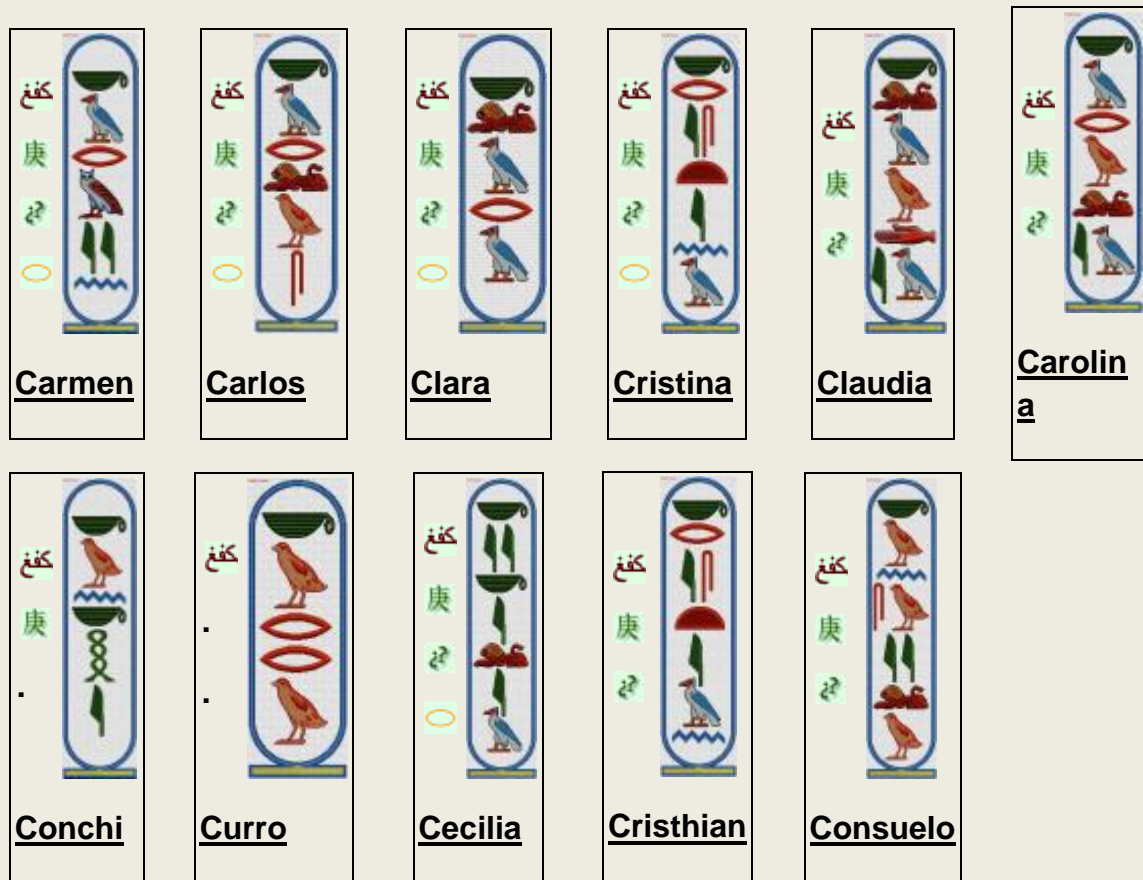 كفغ
庚
Carmen
كفغ
庚
Carlos
كفغ
庚
Clara
كفغ
庚
Cristina
كفغ
庚
Claudia
كفغ
庚
Carolin
a
كفغ
庚
.
Conchi
كفغ
.
.
Curro
كفغ
庚
Cecilia
كفغ
庚
Cristhian
كفغ
庚
Consuelo